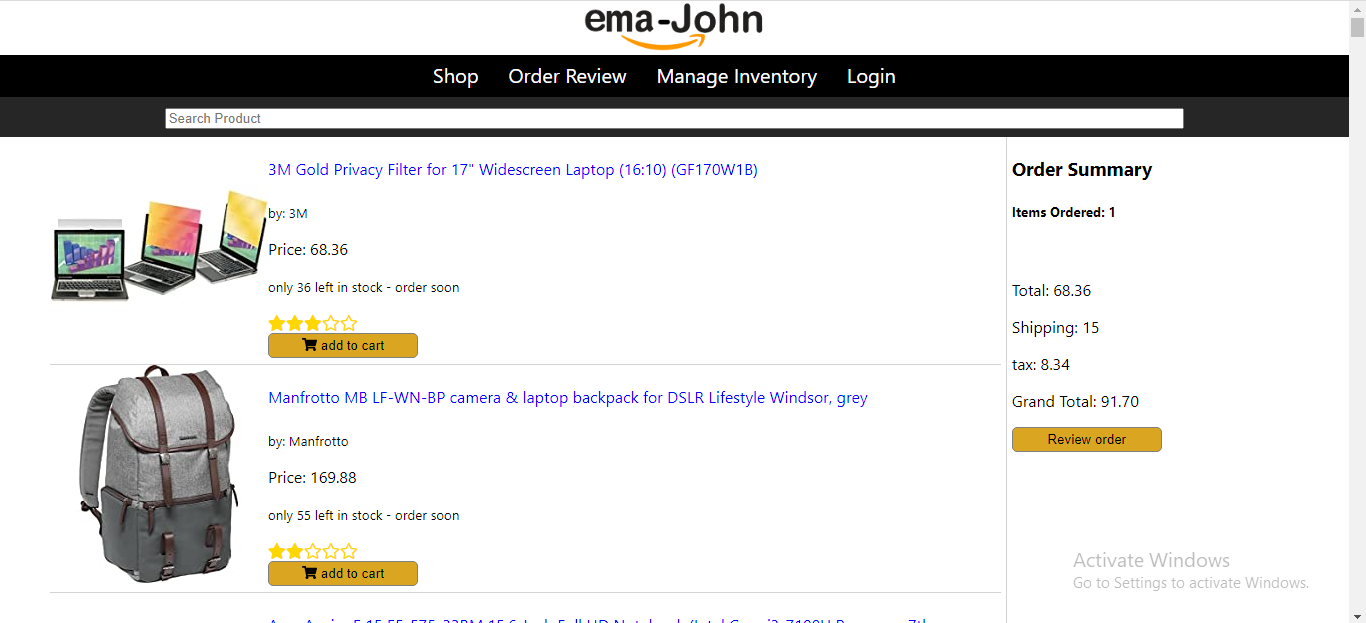 ema-John
Shop Order Review Manage Inventory Login
Search Product
3M Gold Privacy Filter for 17" Widescreen Laptop (16:10) (GF170W1B)
by: 3M
Price: 68.36
only 36 left in stock - order soon
add to cart
Manfrotto MB LF-WN-BP camera & laptop backpack for DSLR Lifestyle Windsor, grey
by: Manfrotto
Price: 169.88
only 55 left in stock - order soon
add to cart
Order Summary
Items Ordered: 1
Total: 68.36
Shipping: 15
tax: 8.34
Grand Total: 91.70
Review order
Activate Windows
Go to Settings to activate Windows.